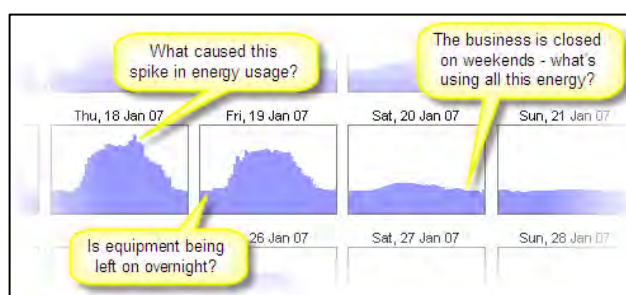 What caused this
spike in energy usage?
The business is closed
on weekends - what's
using all this energy?
Thu, 18 Jan 07
Fri, 19 Jan 07
Sat, 20 Jan 07
Sun, 21 Jan 07
Is equipment being
left on overnight?
26 Jan 07
Sat, 27 Jan 07
Sun, 28 Jan 07